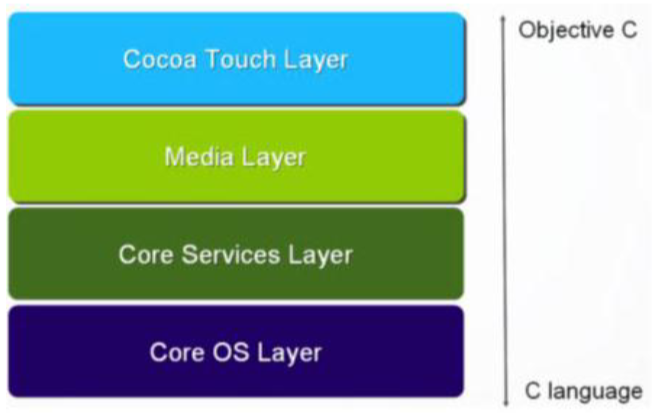 Cocoa Touch Layer
Objective C
Media Layer
Core Services Layer
Core OS Layer
C language